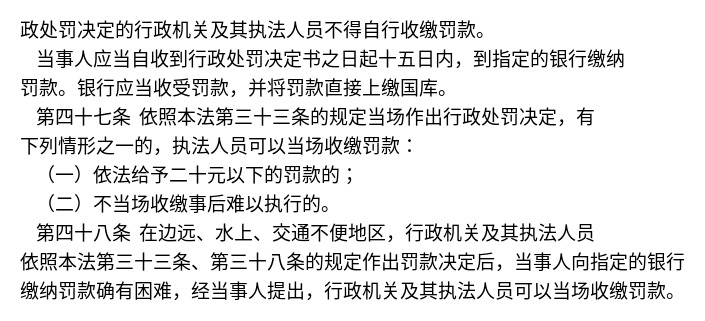 政处罚决定的行政机关及其执法人员不得自行收缴罚款。
当事人应当自收到行政处罚决定书之日起十五日内，到指定的银行缴纳
罚款。银行应当收受罚款，并将罚款直接上缴国库。
第四十七条 依照本法第三十三条的规定当场作出行政处罚决定，有
下列情形之一的，执法人员可以当场收缴罚款：
（一）依法给予二十元以下的罚款的；
（二）不当场收缴事后难以执行的。
第四十八条 在边远、水上、交通不便地区，行政机关及其执法人员
依照本法第三十三条、第三十八条的规定作出罚款决定后，当事人向指定的银行
缴纳罚款确有困难，经当事人提出，行政机关及其执法人员可以当场收缴罚款。